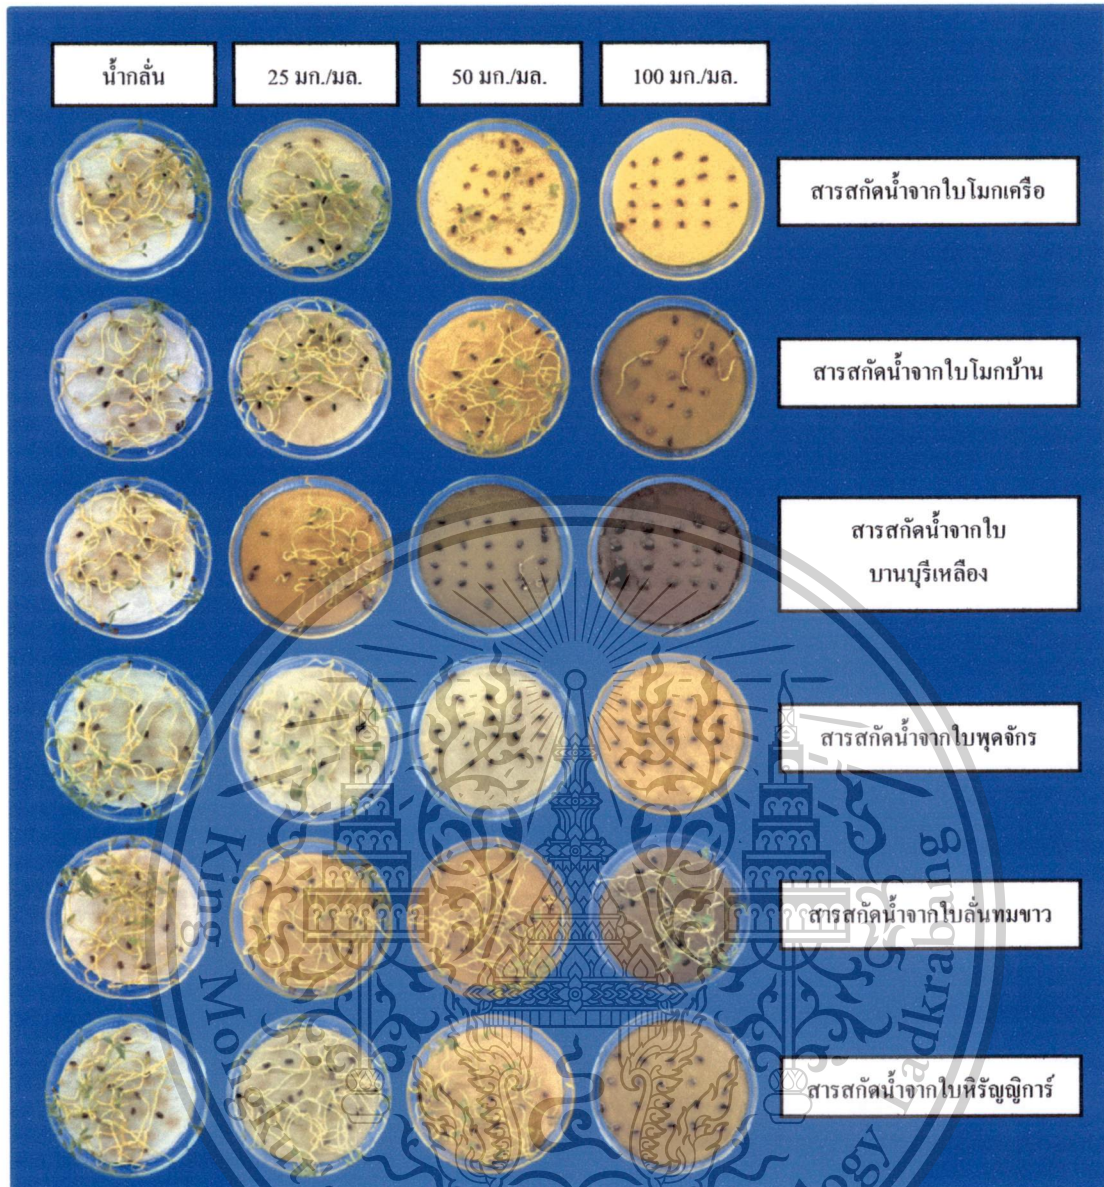 น้ำกลั่น
25 มก./มล.
50 มก./มล.
100 มก./มล.
สารสกัดน้ำจากใบโมกเครือ
สารสกัดน้ำจากใบโมกบ้าน
สารสกัดน้ำจากใบ
บานบุรีเหลือง
สารสกัดน้ำจากใบพุดจักร
สารสกัดน้ำจากใบลั่นทมขาว
สารสกัดน้ำจากใบหิรัญญิการ์
Ladkrabang